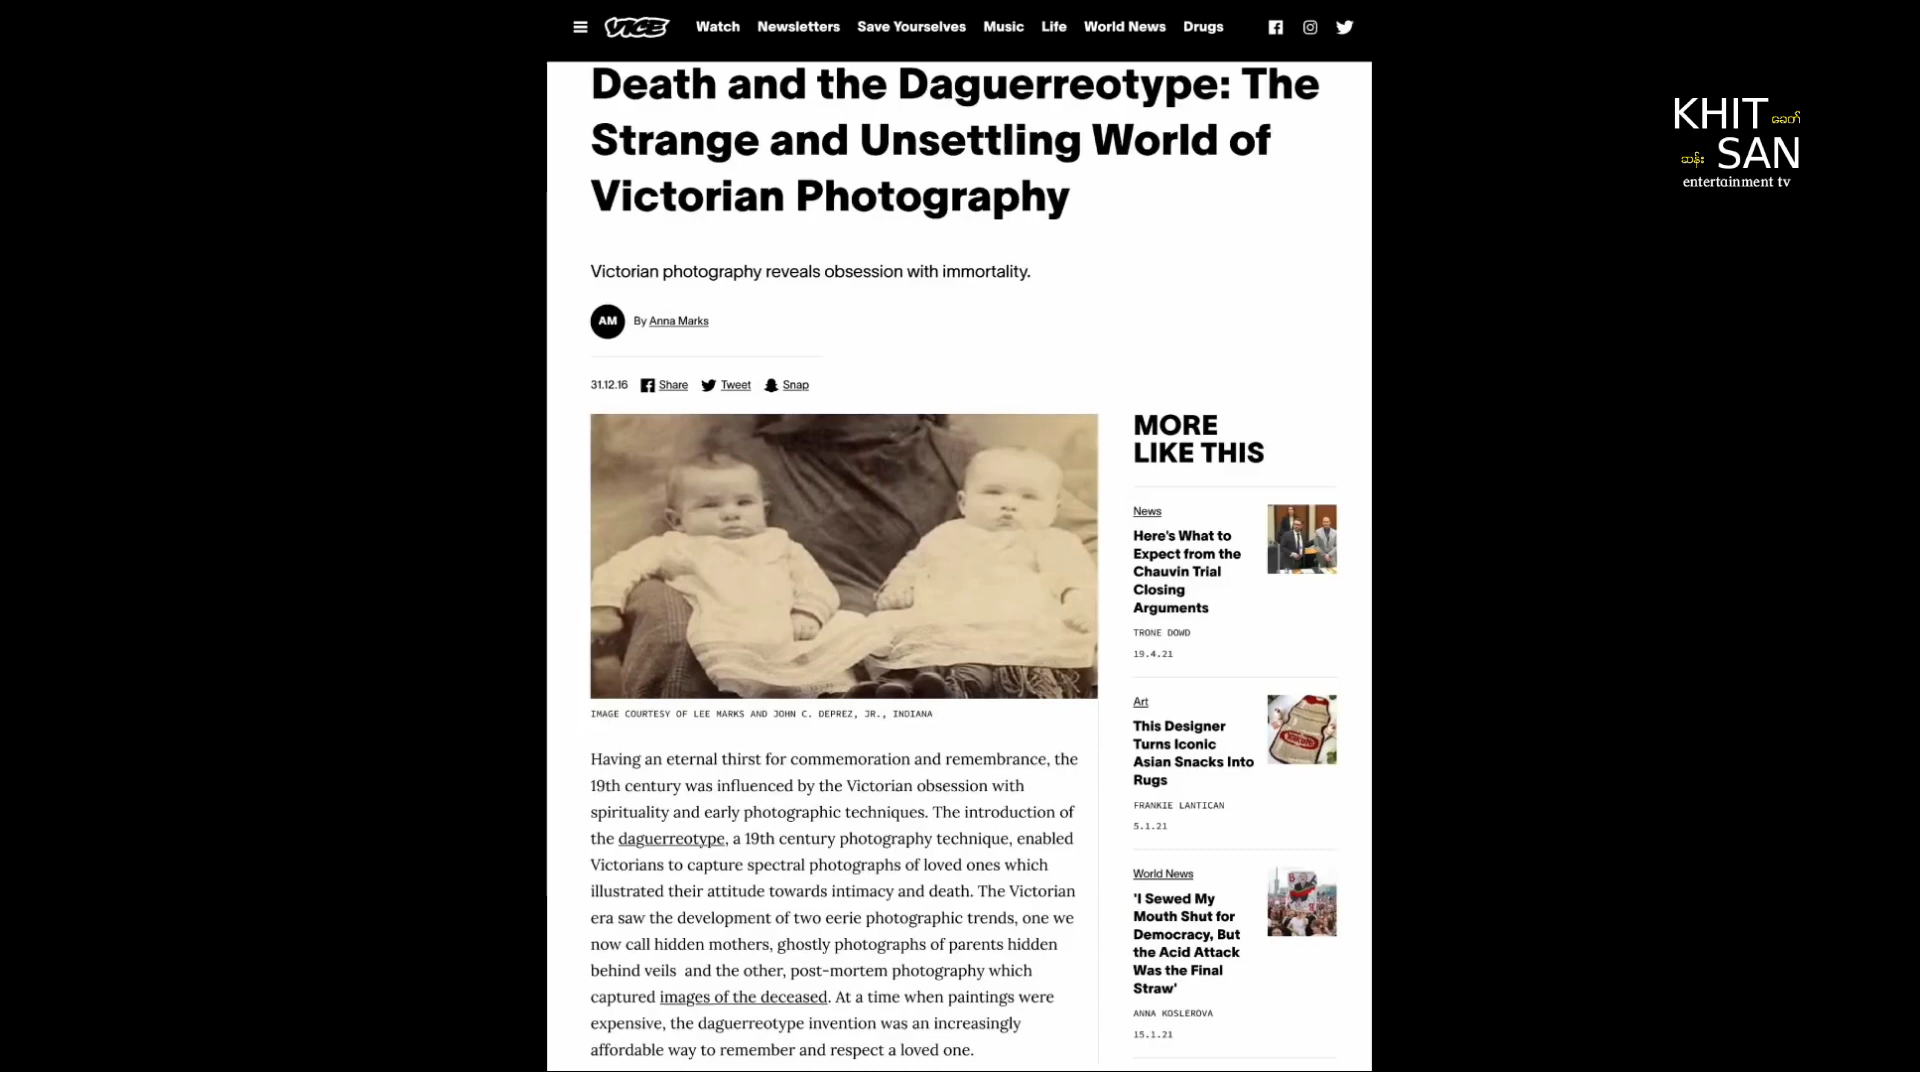 VICE
Watch Newsletters Save Yourselves Music Life World News Drugs
Death and the Daguerreotype: The
Strange and Unsettling World of
Victorian Photography
Victorian photography reveals obsession with immortality.
AM By Anna Marks
31.12.16 Share Tweet Snap
IMAGE COURTESY OF LEE MARKS AND JOHN C. DEPREZ, JR., INDIANA
Having an eternal thirst for commemoration and remembrance, the
19th century was influenced by the Victorian obsession with
spirituality and early photographic techniques. The introduction of
the daguerreotype, a 19th century photography technique, enabled
Victorians to capture spectral photographs of loved ones which
illustrated their attitude towards intimacy and death. The Victorian
era saw the development of two eerie photographic trends, one we
now call hidden mothers, ghostly photographs of parents hidden
behind veils and the other, post-mortem photography which
captured images of the deceased. At a time when paintings were
expensive, the daguerreotype invention was an increasingly
affordable way to remember and respect a loved one.
MORE
LIKE THIS
News
Here's What to
Expect from the
Chauvin Trial
Closing
Arguments
TRONE DOWD
19.4.21
Art
This Designer
Turns Iconic
Asian Snacks Into
Rugs
FRANKIE LANTICAN
5.1.21
World News
'I Sewed My
Mouth Shut for
Democracy, But
the Acid Attack
Was the Final
Straw'
ANNA KOSLEROVA
15.1.21
KHIT ခေတ်
ဆန်း SAN
entertainment tv